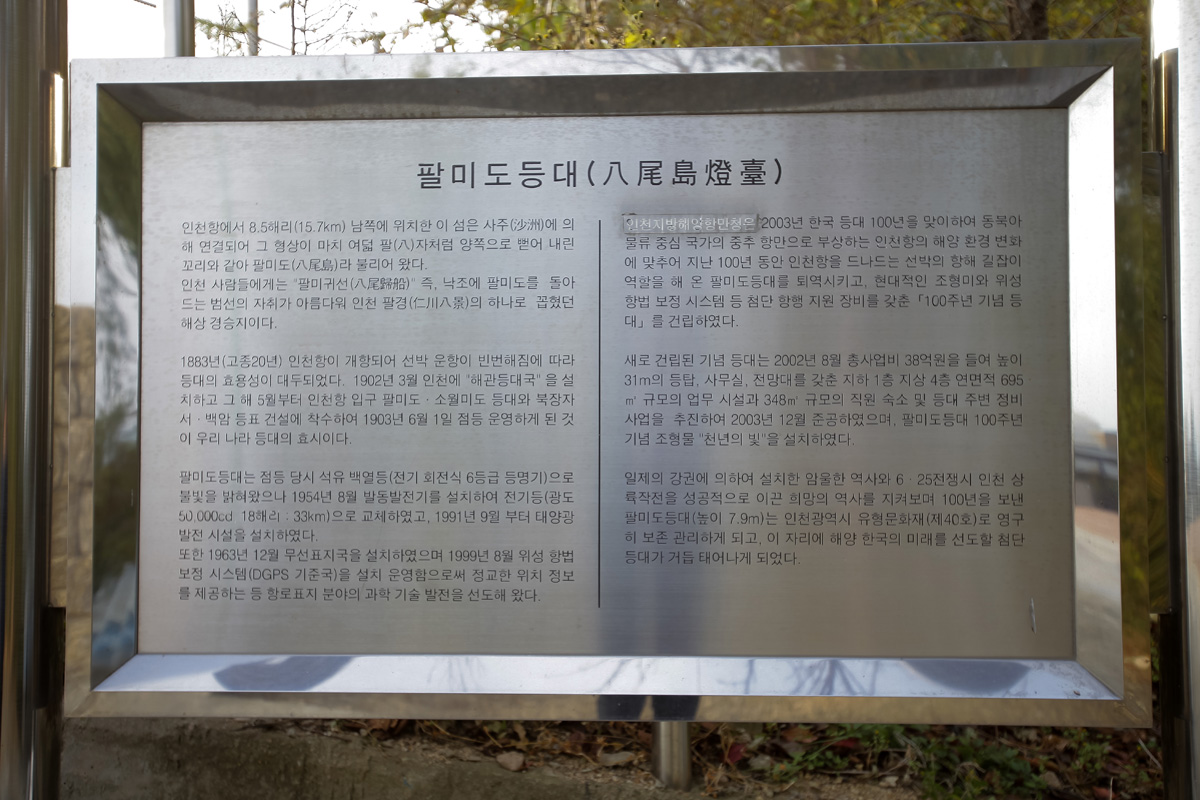 팔미도등대(八尾島燈臺)
인천항에서 8.5해리(15.7km) 남쪽에 위치한 이 섬은 사주(沙洲)에 의
해 연결되어 그 형상이 마치 여덟 팔(八)자처럼 양쪽으로 뻗어 내린
꼬리와 같아 팔미도(八尾島)라 불리어 왔다.
인천 사람들에게는 "팔미귀선(八尾歸船)" 즉, 낙조에 팔미도를 돌아
드는 범선의 자취가 아름다워 인천 팔경(仁川八景)의 하나로 꼽혔던
해상 경승지이다.
1883년(고종20년) 인천항이 개항되어 선박 운항이 빈번해짐에 따라
등대의 효용성이 대두되었다. 1902년 3월 인천에 "해관등대국" 을 설
치하고 그 해 5월부터 인천항 입구 팔미도 · 소월미도 등대와 북장자
서 · 백암 등표 건설에 착수하여 1903년 6월 1일 점등 운영하게 된 것
이 우리 나라 등대의 효시이다.
팔미도등대는 점등 당시 석유 백열등(전기 회전식 6등급 등명기)으로
불빛을 밝혀왔으나 1954년 8월 발동발전기를 설치하여 전기등(광도
50,000cd 18해리 : 33km)으로 교체하였고, 1991년 9월 부터 태양광
발전 시설을 설치하였다.
또한 1963년 12월 무선표지국을 설치하였으며 1999년 8월 위성 항법
보정 시스템(DGPS 기준국)을 설치 운영함으로써 정교한 위치 정보
를 제공하는 등 항로표지 분야의 과학 기술 발전을 선도해 왔다.
인천지방해양항만청은 2003년 한국 등대 100년을 맞이하여 동북아
물류 중심 국가의 중추 항만으로 부상하는 인천항의 해양 환경 변화
에 맞추어 지난 100년 동안 인천항을 드나드는 선박의 항해 길잡이
역할을 해 온 팔미도등대를 퇴역시키고, 현대적인 조형미와 위성
항법 보정 시스템 등 첨단 항행 지원 장비를 갖춘 「100주년 기념 등
대」를 건립하였다.
새로 건립된 기념 등대는 2002년 8월 총사업비 38억원을 들여 높이
31m의 등탑, 사무실, 전망대를 갖춘 지하 1층 지상 4층 연면적 695
㎡ 규모의 업무 시설과 348㎡ 규모의 직원 숙소 및 등대 주변 정비
사업을 추진하여 2003년 12월 준공하였으며, 팔미도등대 100주년
기념 조형물 "천년의 빛"을 설치하였다.
일제의 강권에 의하여 설치한 암울한 역사와 6 · 25전쟁시 인천 상
륙작전을 성공적으로 이끈 희망의 역사를 지켜보며 100년을 보낸
팔미도등대(높이 7.9m)는 인천광역시 유형문화재(제40호)로 영구
히 보존 관리하게 되고, 이 자리에 해양 한국의 미래를 선도할 첨단
등대가 거듭 태어나게 되었다.